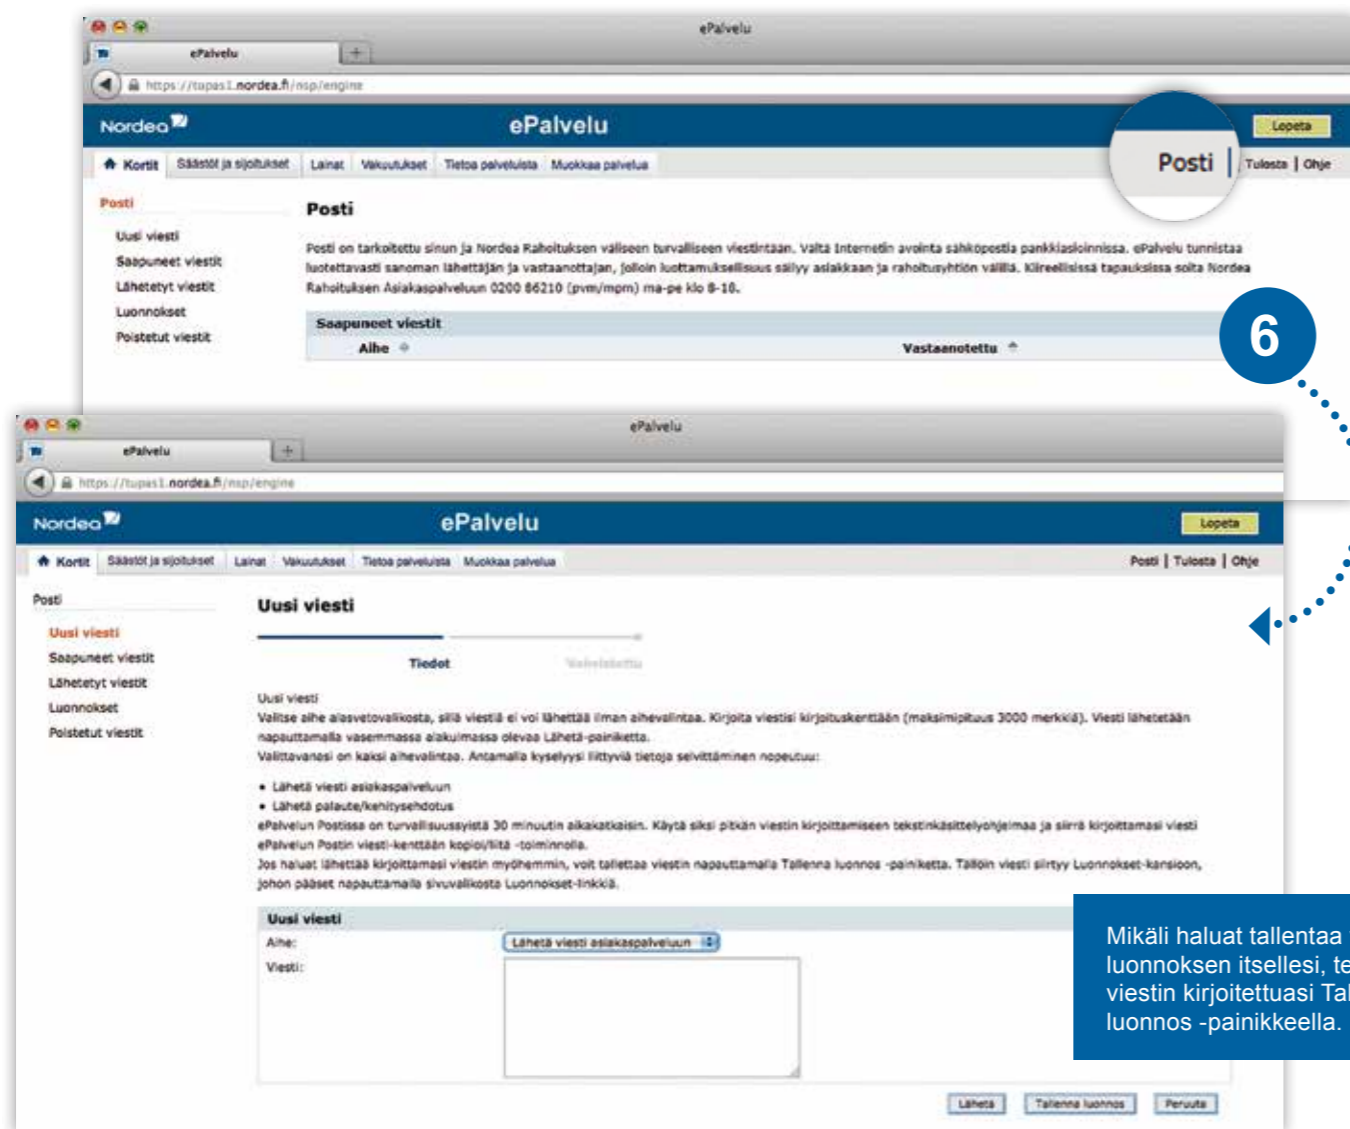 ePalvelu
ePalvelu
https://tupas1.nordea.fi/nsp/engine
Nordea
ePalvelu
Lopeta
Kortit Säästöt ja sijoitukset Lainat Vakuutukset Tietoa palveluista Muokkaa palvelua
Posti | Tulosta | Ohje
Posti
Uusi viesti
Saapuneet viestit
Lähetetyt viestit
Luonnokset
Poistetut viestit
Posti
Posti on tarkoitettu sinun ja Nordea Rahoituksen väliseen turvalliseen viestintään. Vältä Internetin avointa sähköpostia pankkiasioinnissa. ePalvelu tunnistaa
luotettavasti sanoman lähettäjän ja vastaanottajan, jolloin luottamuksellisuus säilyy asiakkaan ja rahoitusyhtiön välillä. Kiireellisissä tapauksissa soita Nordea
Rahoituksen Asiakaspalveluun 0200 86210 (pvm/mpm) ma-pe klo 8-18.
Saapuneet viestit
Aihe Vastaanotettu
6
ePalvelu
ePalvelu
https://tupas1.nordea.fi/nsp/engine
Nordea
ePalvelu
Lopeta
Kortit Säästöt ja sijoitukset Lainat Vakuutukset Tietoa palveluista Muokkaa palvelua
Posti | Tulosta | Ohje
Posti
Uusi viesti
Saapuneet viestit
Lähetetyt viestit
Luonnokset
Poistetut viestit
Uusi viesti
Tiedot Vahvistettu
Uusi viesti
Valitse aihe alasvetovalikosta, sillä viestiä ei voi lähettää ilman aihevalintaa. Kirjoita viestisi kirjoituskenttään (maksimipituus 3000 merkkiä). Viesti lähetetään
napauttamalla vasemmassa alakulmassa olevaa Lähetä-painiketta.
Valittavanasi on kaksi aihevalintaa. Antamalla kyselyysi liittyviä tietoja selvittäminen nopeutuu:
• Lähetä viesti asiakaspalveluun
• Lähetä palaute/kehitysehdotus
ePalvelun Postissa on turvallisuussyistä 30 minuutin aikakatkaisin. Käytä siksi pitkän viestin kirjoittamiseen tekstinkäsittelyohjelmaa ja siirrä kirjoittamasi viesti
ePalvelun Postin viesti-kenttään kopioi/liitä -toiminnolla.
Jos haluat lähettää kirjoittamasi viestin myöhemmin, voit tallettaa viestin napauttamalla Tallenna luonnos -painiketta. Tällöin viesti siirtyy Luonnokset-kansioon,
johon pääset napauttamalla sivuvalikosta Luonnokset-linkkiä.
Uusi viesti
Aihe: Lähetä viesti asiakaspalveluun
Viesti:
Lähetä Tallenna luonnos Peruuta
Mikäli haluat tallentaa
luonnoksen itsellesi, te
viestin kirjoitettuasi Tal
luonnos -painikkeella.